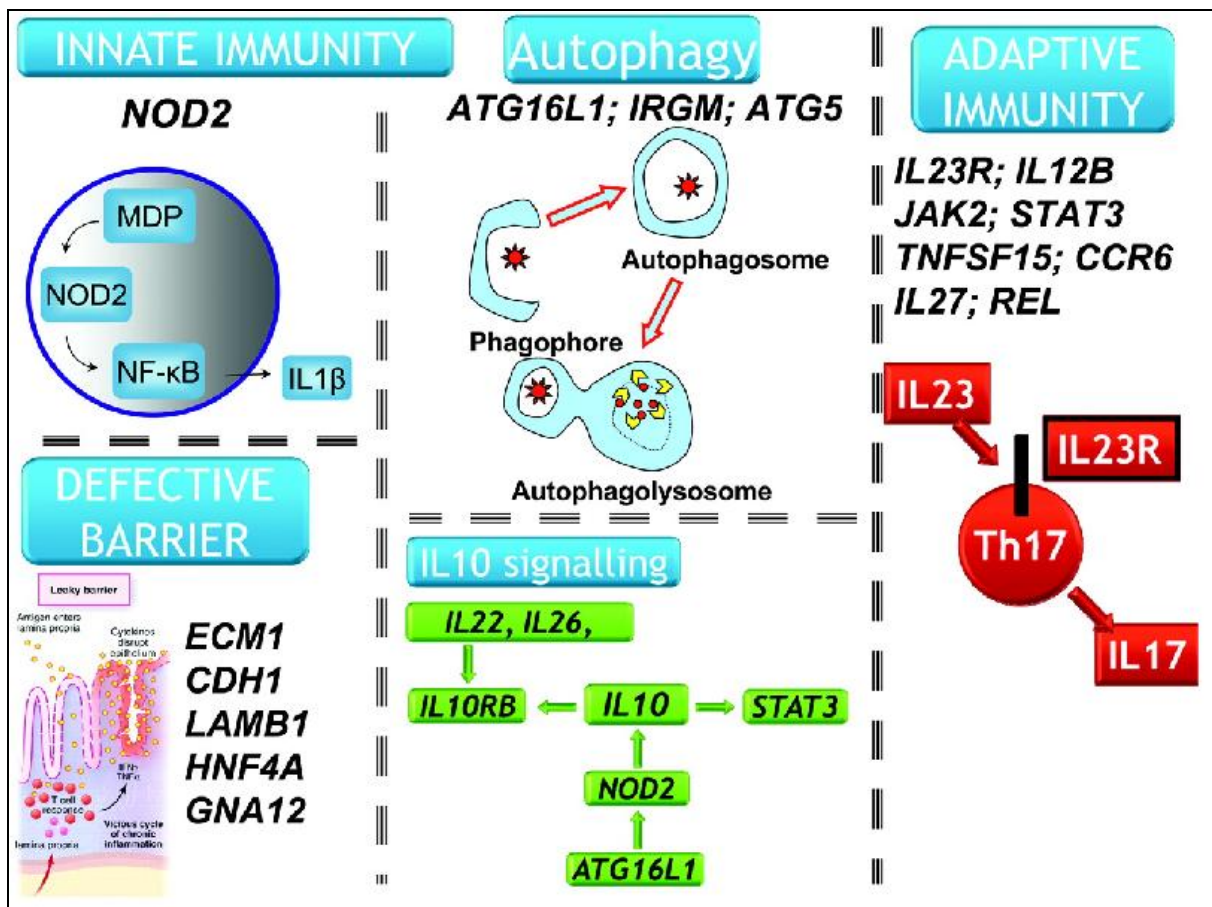 INNATE IMMUNITY
NOD2
MDP
NOD2
NF-κB
IL1β
DEFECTIVE
BARRIER
Leaky barrier
Antigen enters
lamina propria
Cytokines
disrupt
epithelium
TNFα
T cell
response
Vicious cycle
of chronic
inflammation
lamina propria
ECM1
CDH1
LAMB1
HNF4A
GNA12
Autophagy
ATG16L1; IRGM; ATG5
Autophagosome
Phagophore
Autophagolysosome
IL10 signalling
IL22, IL26,
IL10RB
IL10
STAT3
NOD2
ATG16L1
ADAPTIVE
IMMUNITY
IL23R; IL12B
JAK2; STAT3
TNFSF15; CCR6
IL27; REL
IL23
IL23R
Th17
IL17